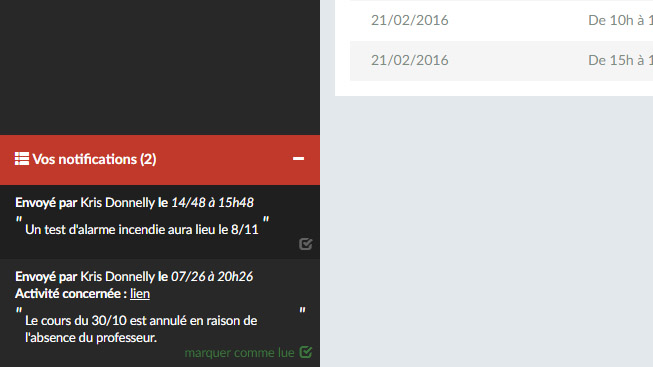 21/02/2016 De 10h à
21/02/2016 De 15h à
Vos notifications (2)
Envoyé par Kris Donnelly le 14/48 à 15h48
" Un test d'alarme incendie aura lieu le 8/11 "
Envoyé par Kris Donnelly le 07/26 à 20h26
Activité concernée : lien
" Le cours du 30/10 est annulé en raison de "
l'absence du professeur.
marquer comme lue